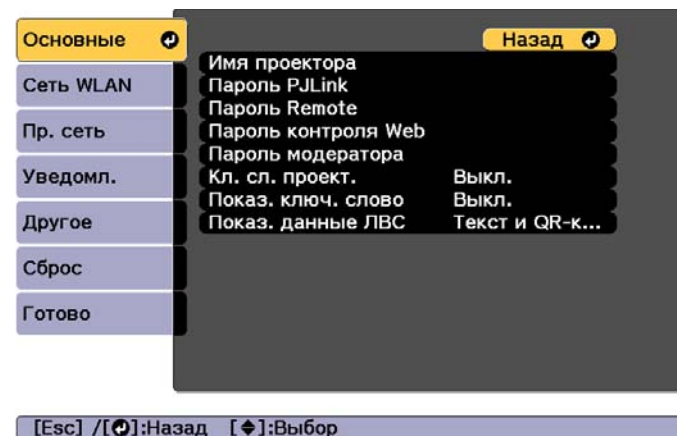 Основные
Сеть WLAN
Пр. сеть
Уведомл.
Другое
Сброс
Готово
Назад
Имя проектора
Пароль PJLink
Пароль Remote
Пароль контроля Web
Пароль модератора
Кл. сл. проект. Выкл.
Показ. ключ. слово Выкл.
Показ. данные ЛВС Текст и QR-к...
[Esc] /[]:Назад []:Выбор